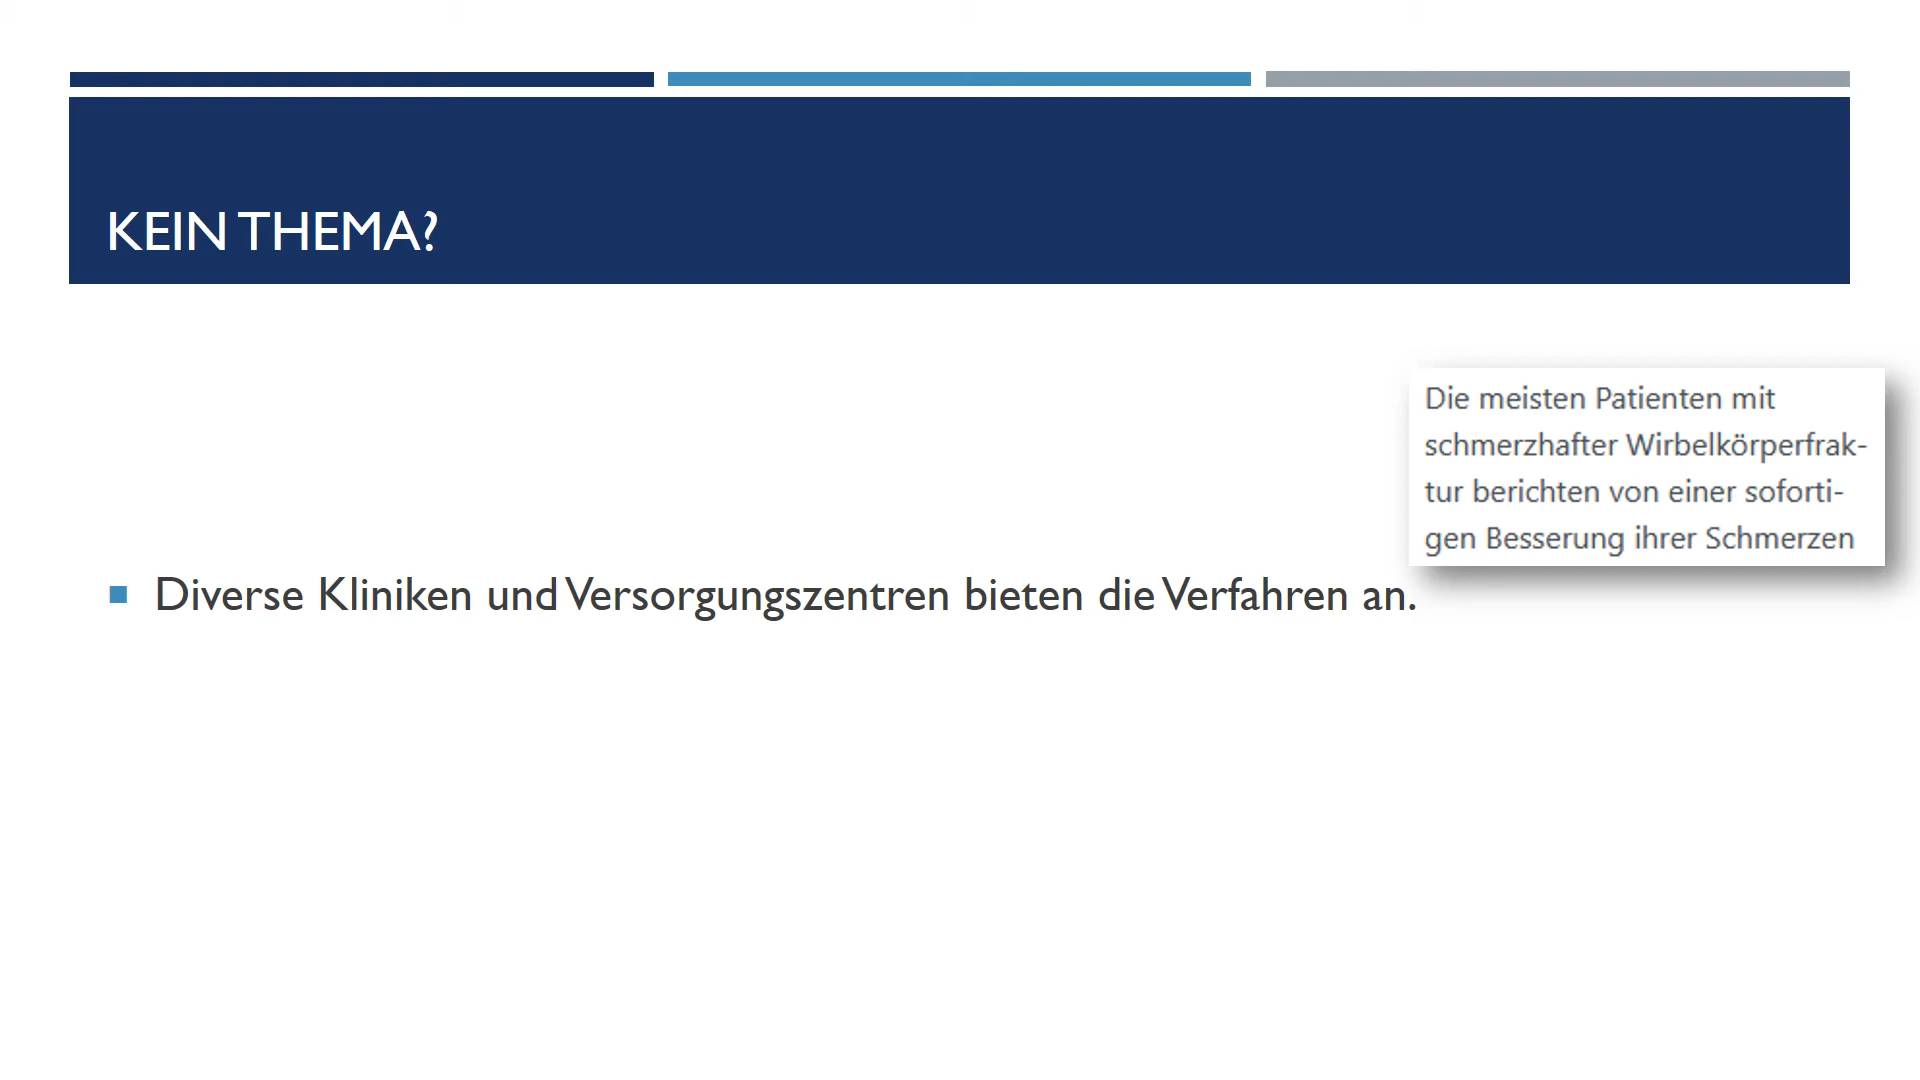 KEIN THEMA?
Die meisten Patienten mit
schmerzhafter Wirbelkörperfrak-
tur berichten von einer soforti-
gen Besserung ihrer Schmerzen
Diverse Kliniken und Versorgungszentren bieten die Verfahren an.